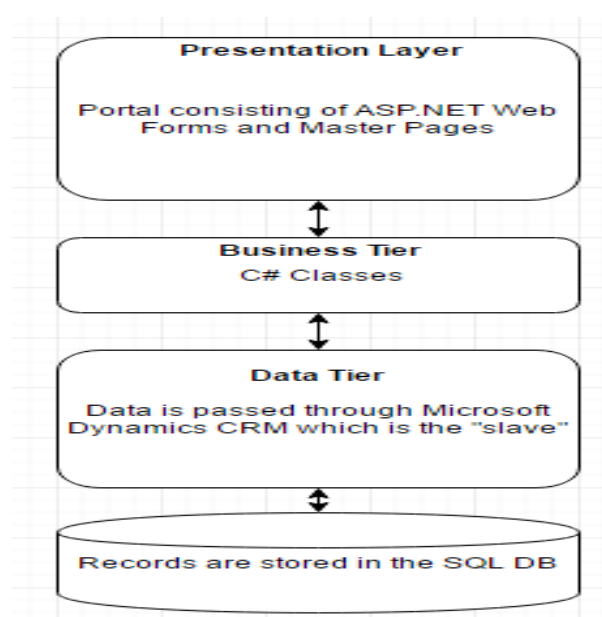 Presentation Layer
Portal consisting of ASP.NET Web
Forms and Master Pages
Business Tier
C# Classes
Data Tier
Data is passed through Microsoft
Dynamics CRM which is the "slave"
Records are stored in the SQL DB